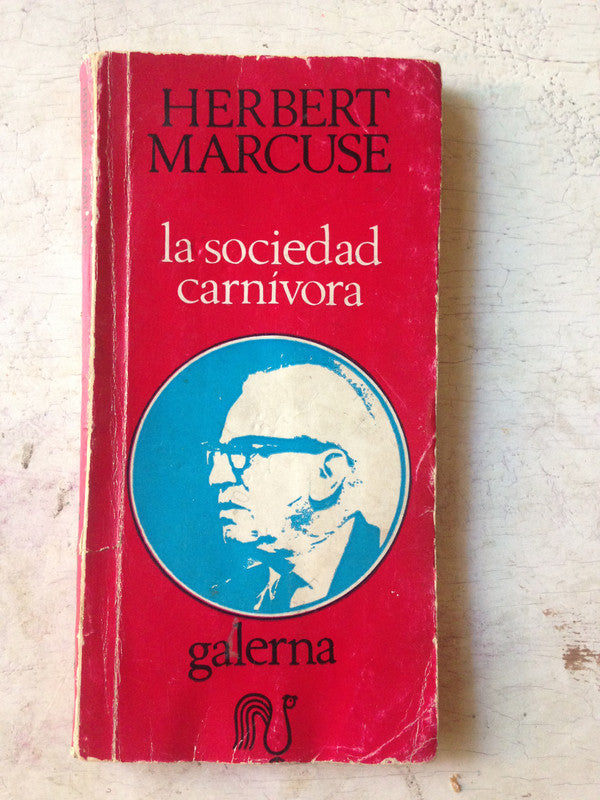 HERBERT
MARCUSE
la sociedad
carnívora
galerna